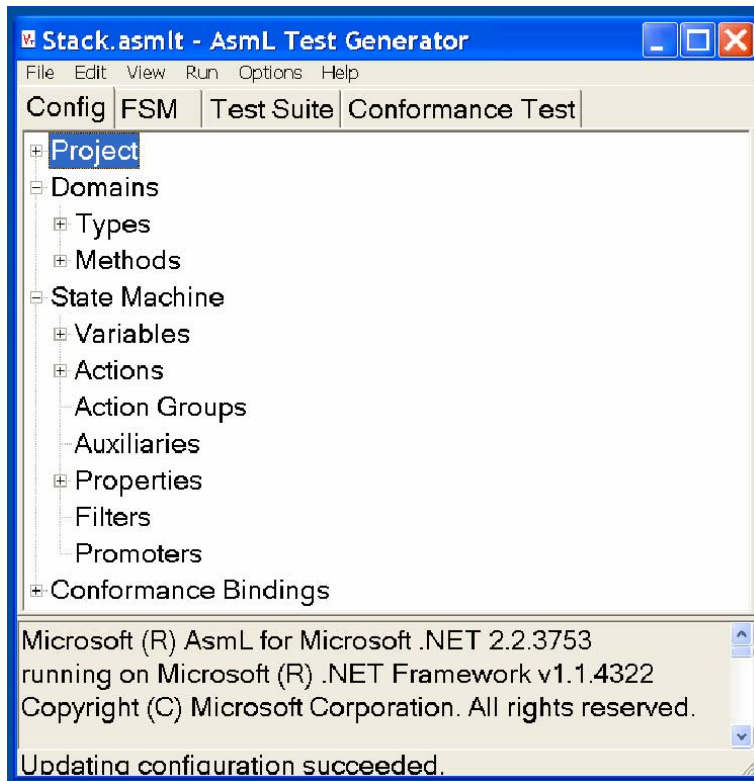 Stack.asmlt - AsmL Test Generator
File Edit View Run Options Help
Config FSM Test Suite Conformance Test
Project
Domains
Types
Methods
State Machine
Variables
Actions
Action Groups
Auxiliaries
Properties
Filters
Promoters
Conformance Bindings
Microsoft (R) AsmL for Microsoft .NET 2.2.3753
running on Microsoft (R) .NET Framework v1.1.4322
Copyright (C) Microsoft Corporation. All rights reserved.
Updating configuration succeeded.